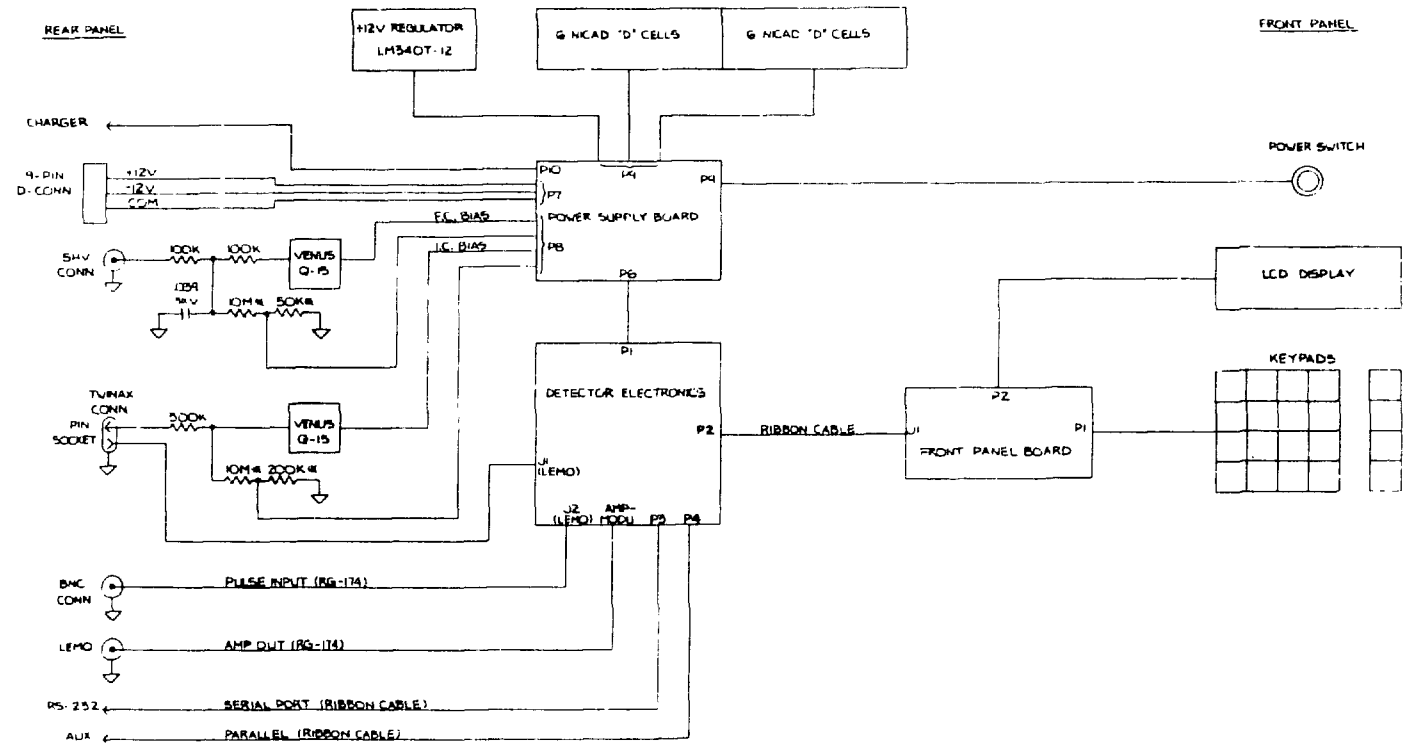 REAR PANEL
+12V REGULATOR
LM340T-12
6 NICAD "D" CELLS
6 NICAD "D" CELLS
FRONT PANEL
CHARGER
9-PIN
D-CONN
+12V
-12V
COM
P10
P7
P4
P9
POWER SUPPLY BOARD
P8
P6
POWER SWITCH
F.C. BIAS
I.C. BIAS
SHV
CONN
100K
100K
VENUS
Q-15
5KV
10M*
50K*
LCD DISPLAY
KEYPADS
TWINAX
CONN
PIN
SOCKET
500K
VENUS
Q-15
10M*
200K*
P1
DETECTOR ELECTRONICS
P2
J1
(LEMO)
J2
(LEMO)
AMP-
MODU
P3
P4
RIBBON CABLE
P2
J1
P1
FRONT PANEL BOARD
BNC
CONN
PULSE INPUT (RG-174)
LEMO
AMP OUT (RG-174)
RS-232
SERIAL PORT (RIBBON CABLE)
AUX
PARALLEL (RIBBON CABLE)